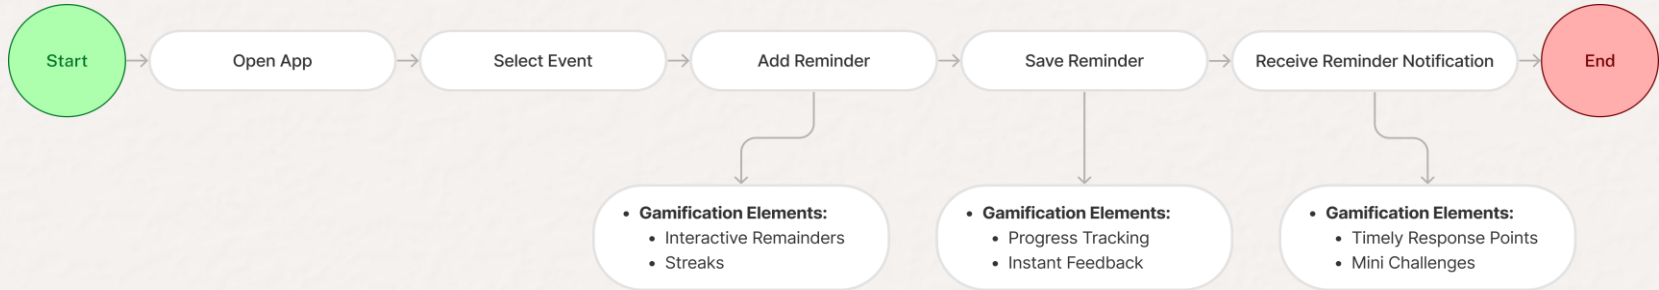 Start
Open App
Select Event
Add Reminder
Save Reminder
Receive Reminder Notification
End
• Gamification Elements:
• Interactive Remainders
• Streaks
• Gamification Elements:
• Progress Tracking
• Instant Feedback
• Gamification Elements:
• Timely Response Points
• Mini Challenges